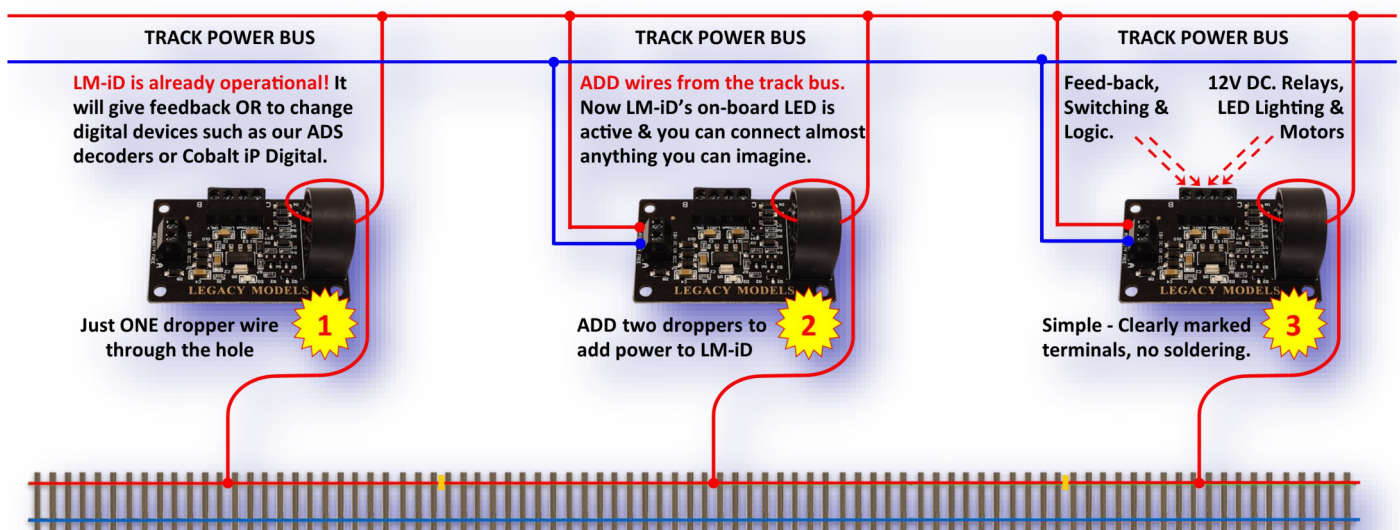 TRACK POWER BUS
LM-iD is already operational! It
will give feedback OR to change
digital devices such as our ADS
decoders or Cobalt iP Digital.
LEGACY MODELS
Just ONE dropper wire
through the hole
1
TRACK POWER BUS
ADD wires from the track bus.
Now LM-iD's on-board LED is
active & you can connect almost
anything you can imagine.
LEGACY MODELS
ADD two droppers to
add power to LM-iD
2
TRACK POWER BUS
Feed-back,
Switching &
Logic.
12V DC. Relays,
LED Lighting &
Motors
LEGACY MODELS
Simple - Clearly marked
terminals, no soldering.
3